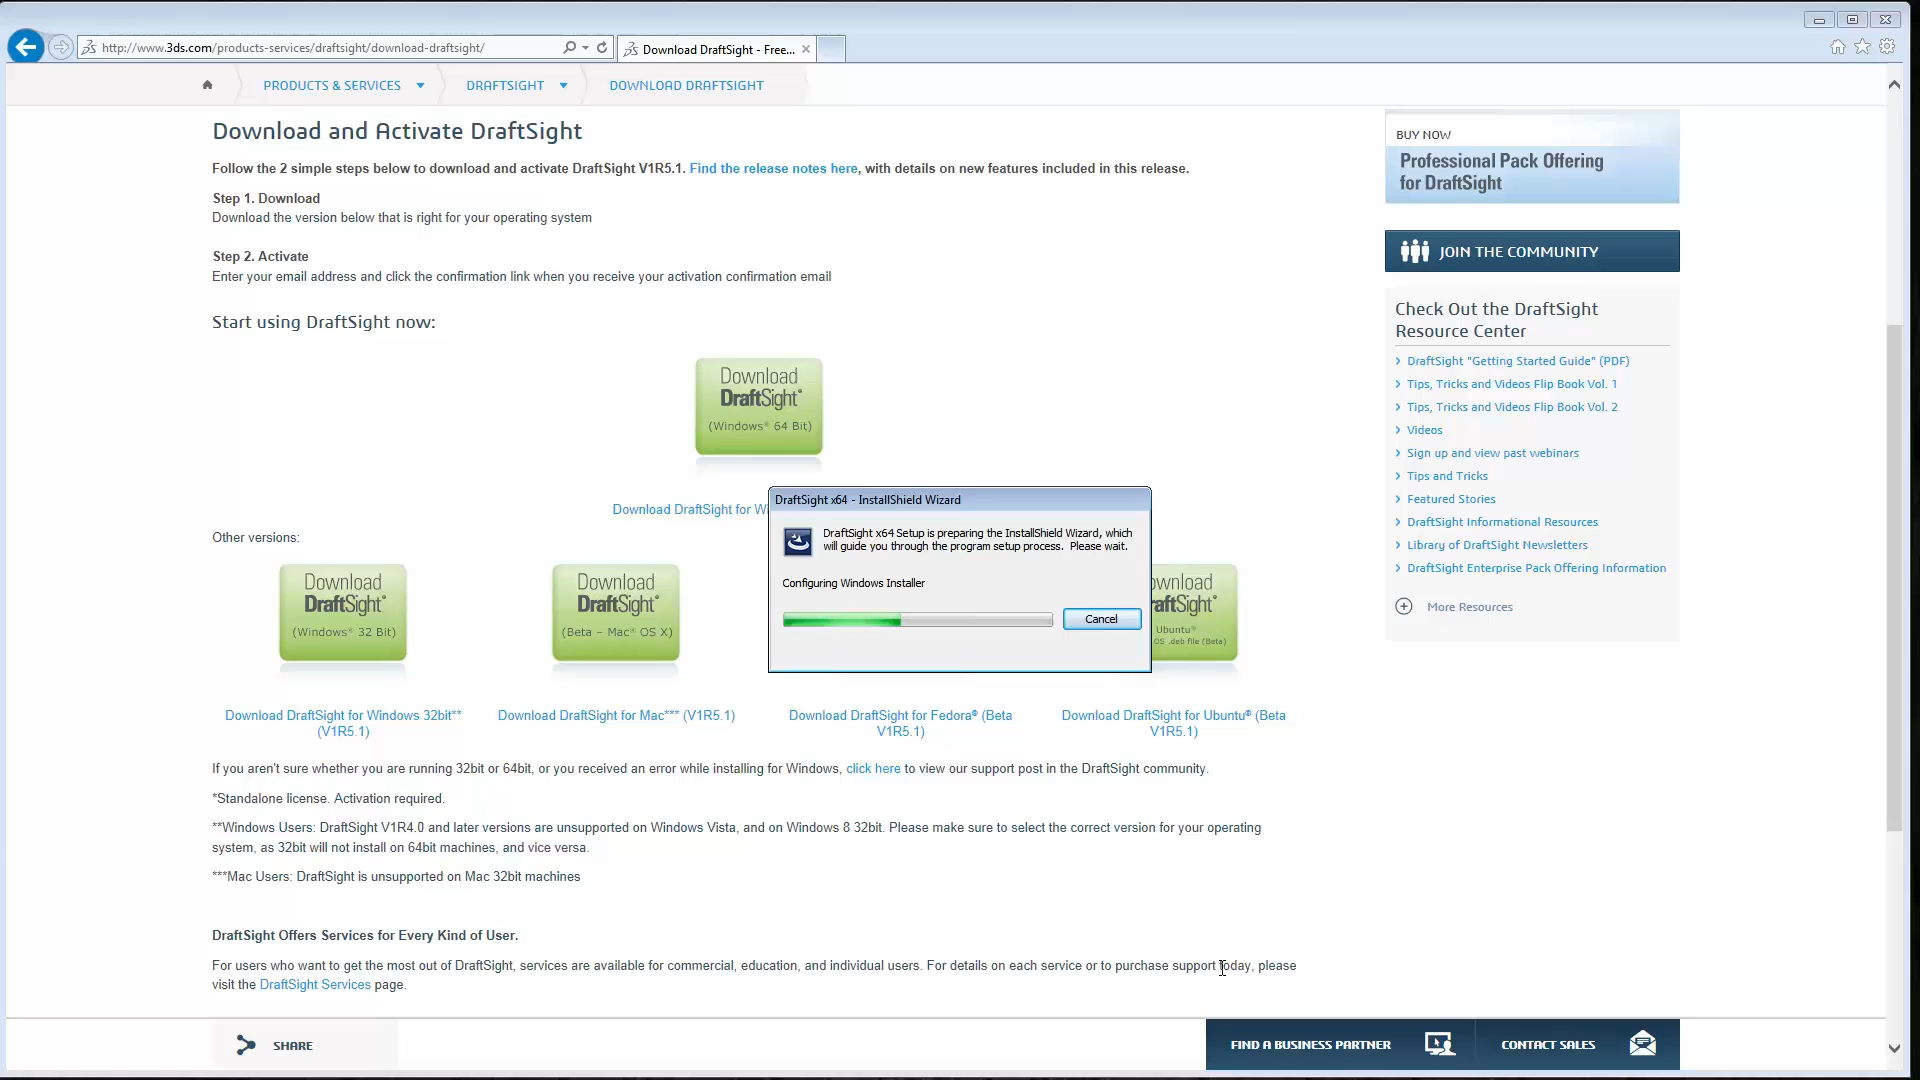 http://www.3ds.com/products-services/draftsight/download-draftsight/
Download DraftSight - Free...
PRODUCTS & SERVICES
DRAFTSIGHT
DOWNLOAD DRAFTSIGHT
Download and Activate DraftSight
Follow the 2 simple steps below to download and activate DraftSight V1R5.1. Find the release notes here, with details on new features included in this release.
Step 1. Download
Download the version below that is right for your operating system
Step 2. Activate
Enter your email address and click the confirmation link when you receive your activation confirmation email
Start using DraftSight now:
Download
DraftSight®
(Windows® 64 Bit)
Download DraftSight for Wi
Other versions:
Download
DraftSight®
(Windows® 32 Bit)
Download DraftSight for Windows 32bit**
(V1R5.1)
Download
DraftSight®
(Beta – Mac® OS X)
Download DraftSight for Mac*** (V1R5.1)
Download DraftSight for Fedora® (Beta
V1R5.1)
wnload
aftSight®
Ubuntu®
OS .deb file (Beta)
Download DraftSight for Ubuntu® (Beta
V1R5.1)
DraftSight x64 - InstallShield Wizard
DraftSight x64 Setup is preparing the InstallShield Wizard, which
will guide you through the program setup process. Please wait.
Configuring Windows Installer
Cancel
If you aren't sure whether you are running 32bit or 64bit, or you received an error while installing for Windows, click here to view our support post in the DraftSight community.
*Standalone license. Activation required.
**Windows Users: DraftSight V1R4.0 and later versions are unsupported on Windows Vista, and on Windows 8 32bit. Please make sure to select the correct version for your operating
system, as 32bit will not install on 64bit machines, and vice versa.
***Mac Users: DraftSight is unsupported on Mac 32bit machines
DraftSight Offers Services for Every Kind of User.
For users who want to get the most out of DraftSight, services are available for commercial, education, and individual users. For details on each service or to purchase support today, please
visit the DraftSight Services page.
BUY NOW
Professional Pack Offering
for DraftSight
JOIN THE COMMUNITY
Check Out the DraftSight
Resource Center
DraftSight "Getting Started Guide" (PDF)
Tips, Tricks and Videos Flip Book Vol. 1
Tips, Tricks and Videos Flip Book Vol. 2
Videos
Sign up and view past webinars
Tips and Tricks
Featured Stories
DraftSight Informational Resources
Library of DraftSight Newsletters
DraftSight Enterprise Pack Offering Information
More Resources
SHARE
FIND A BUSINESS PARTNER
CONTACT SALES